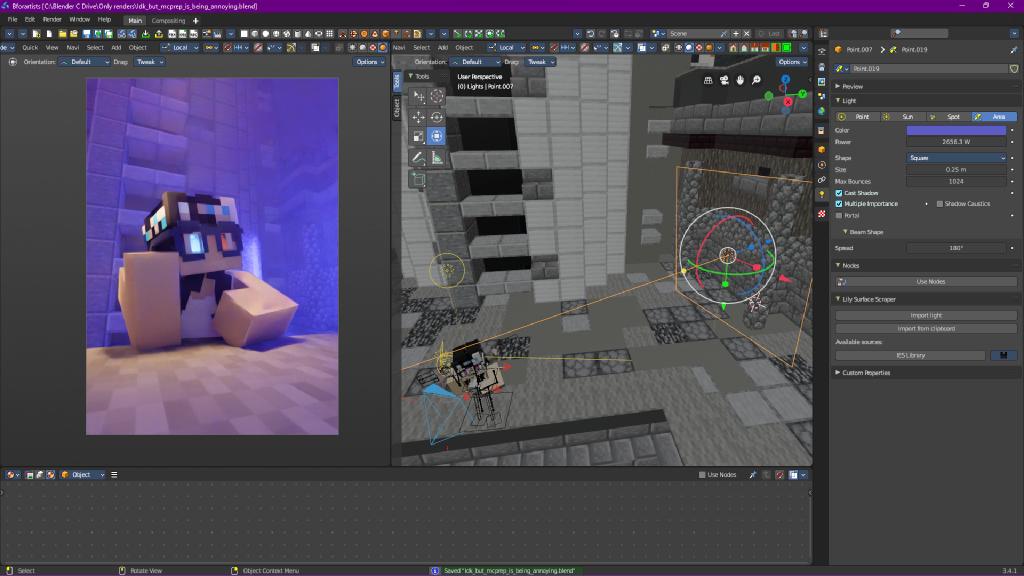 Bforartists [C:\Blender C Drive\Only renders\Idk_but_mcprep_is_being_annoying.blend]
File Edit Render Window Help Main Compositing +
Scene
Quick View Navi Select Add Object Local
Navi Select Add Object Local
Point.007 Point.019
Orientation: Default Drag: Tweak Options
Orientation: Default Drag: Tweak Options
Point.019
Tools
Object
Tools
User Perspective
(0) Lights | Point.007
Preview
Light
Point Sun Spot Area
Color
Power 2656.3 W
Shape Square
Size 0.25 m
Max Bounces 1024
Cast Shadow
Multiple Importance Shadow Caustics
Portal
Beam Shape
Spread 180°
Nodes
Use Nodes
Lily Surface Scraper
Import light
Import from clipboard
Available sources:
IES Library
Custom Properties
Object Use Nodes
Select Rotate View Object Context Menu Saved "Idk_but_mcprep_is_being_annoying.blend" 3.4.1